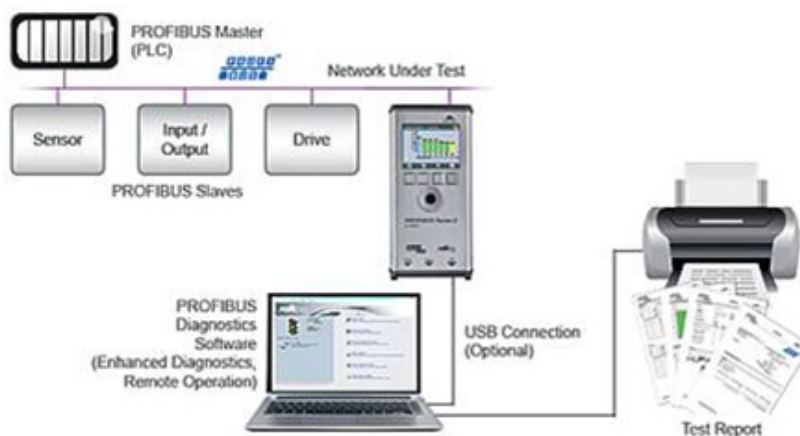 PROFIBUS Master
(PLC)
Network Under Test
Sensor
Input /
Output
Drive
PROFIBUS Slaves
PROFIBUS
Diagnostics
Software
(Enhanced Diagnostics,
Remote Operation)
USB Connection
(Optional)
Test Report